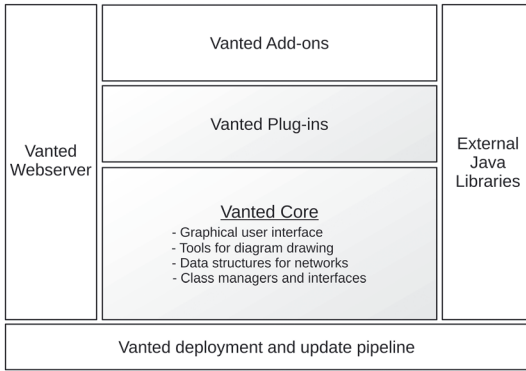 Vanted Add-ons
Vanted Plug-ins
Vanted
Webserver
External
Java
Libraries
Vanted Core
- Graphical user interface
- Tools for diagram drawing
- Data structures for networks
- Class managers and interfaces
Vanted deployment and update pipeline